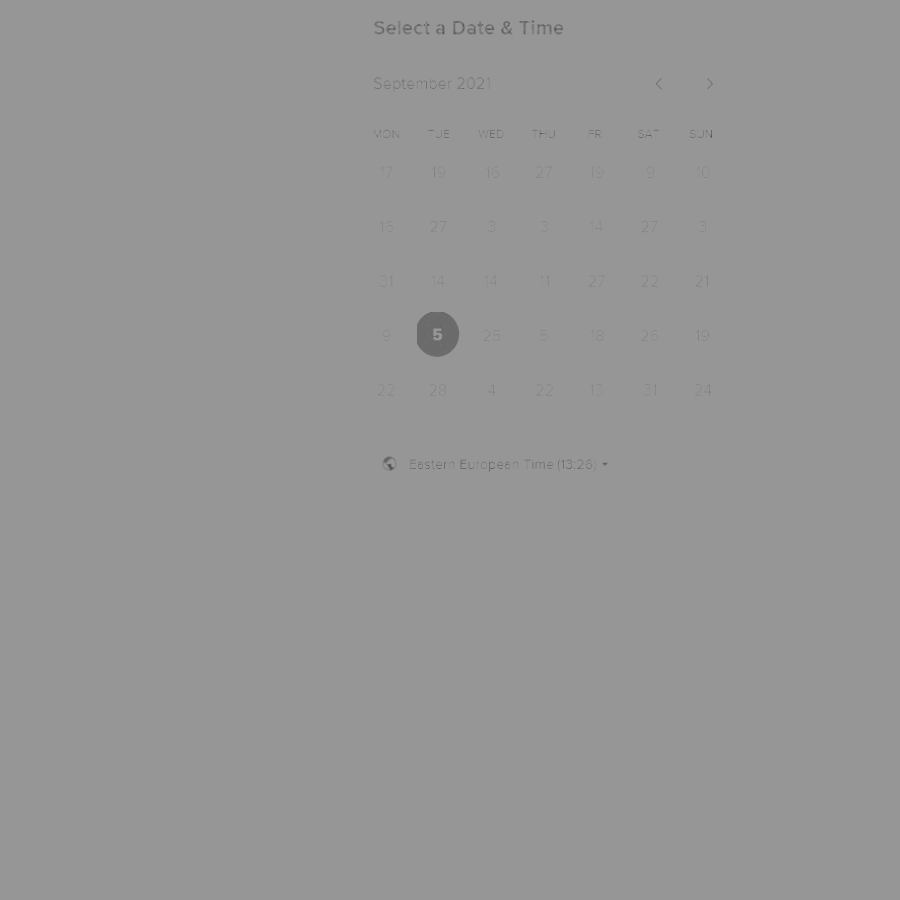 Select a Date & Time
September 2021
MON TUE WED THU FRI SAT SUN
17 19 16 27 19 9 10
16 27 3 3 14 27 3
31 14 14 11 27 22 21
9 5 25 5 18 26 19
22 28 4 22 13 31 24
Eastern European Time (13:26)